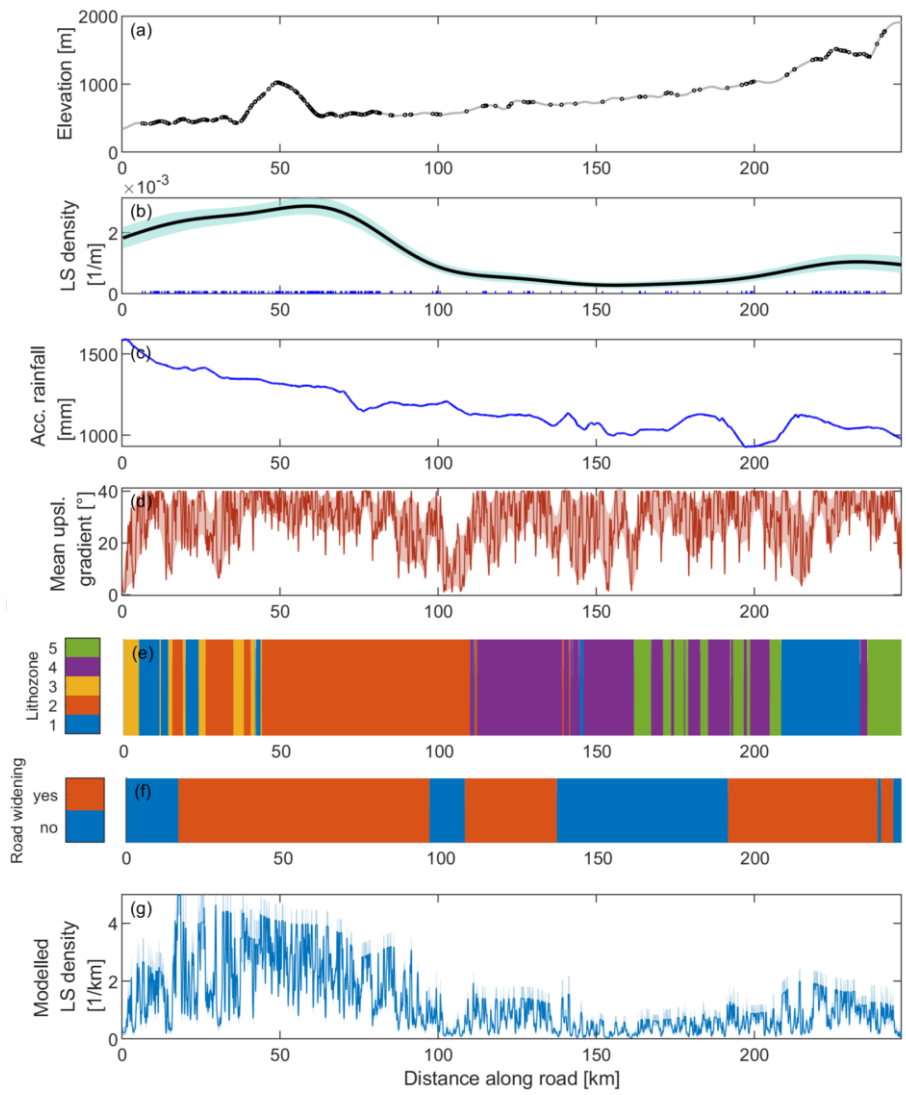 (a)
Elevation [m]
2000
1000
0
0 50 100 150 200
×10⁻³
(b)
LS density
[1/m]
2
0
0 50 100 150 200
(c)
Acc. rainfall
[mm]
1500
1000
0 50 100 150 200
(d)
Mean upsl.
gradient [°]
40
20
0
0 50 100 150 200
(e)
Lithozone
5
4
3
2
1
0 50 100 150 200
(f)
Road widening
yes
no
0 50 100 150 200
(g)
Modelled
LS density
[1/km]
4
2
0
0 50 100 150 200
Distance along road [km]